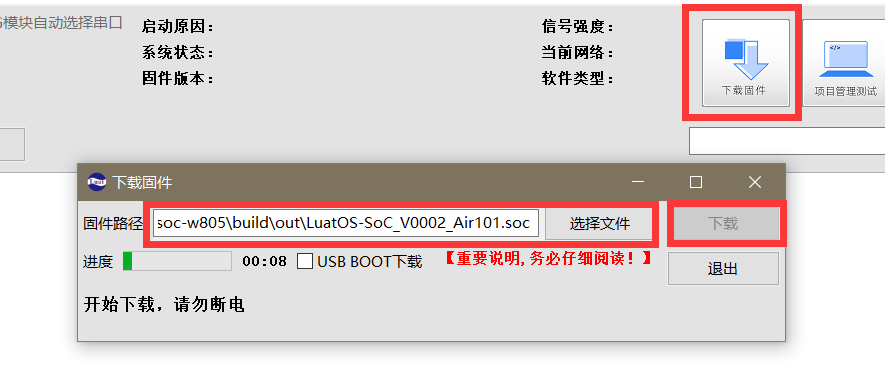 G模块自动选择串口
启动原因：
信号强度：
系统状态：
当前网络：
固件版本：
软件类型：
</>
下载固件
项目管理测试
Luat
下载固件
固件路径 soc-w805\build\out\LuatOS-SoC_V0002_Air101.soc 选择文件 下载
进度 00:08 USB BOOT下载 【重要说明,务必仔细阅读！】
退出
开始下载，请勿断电